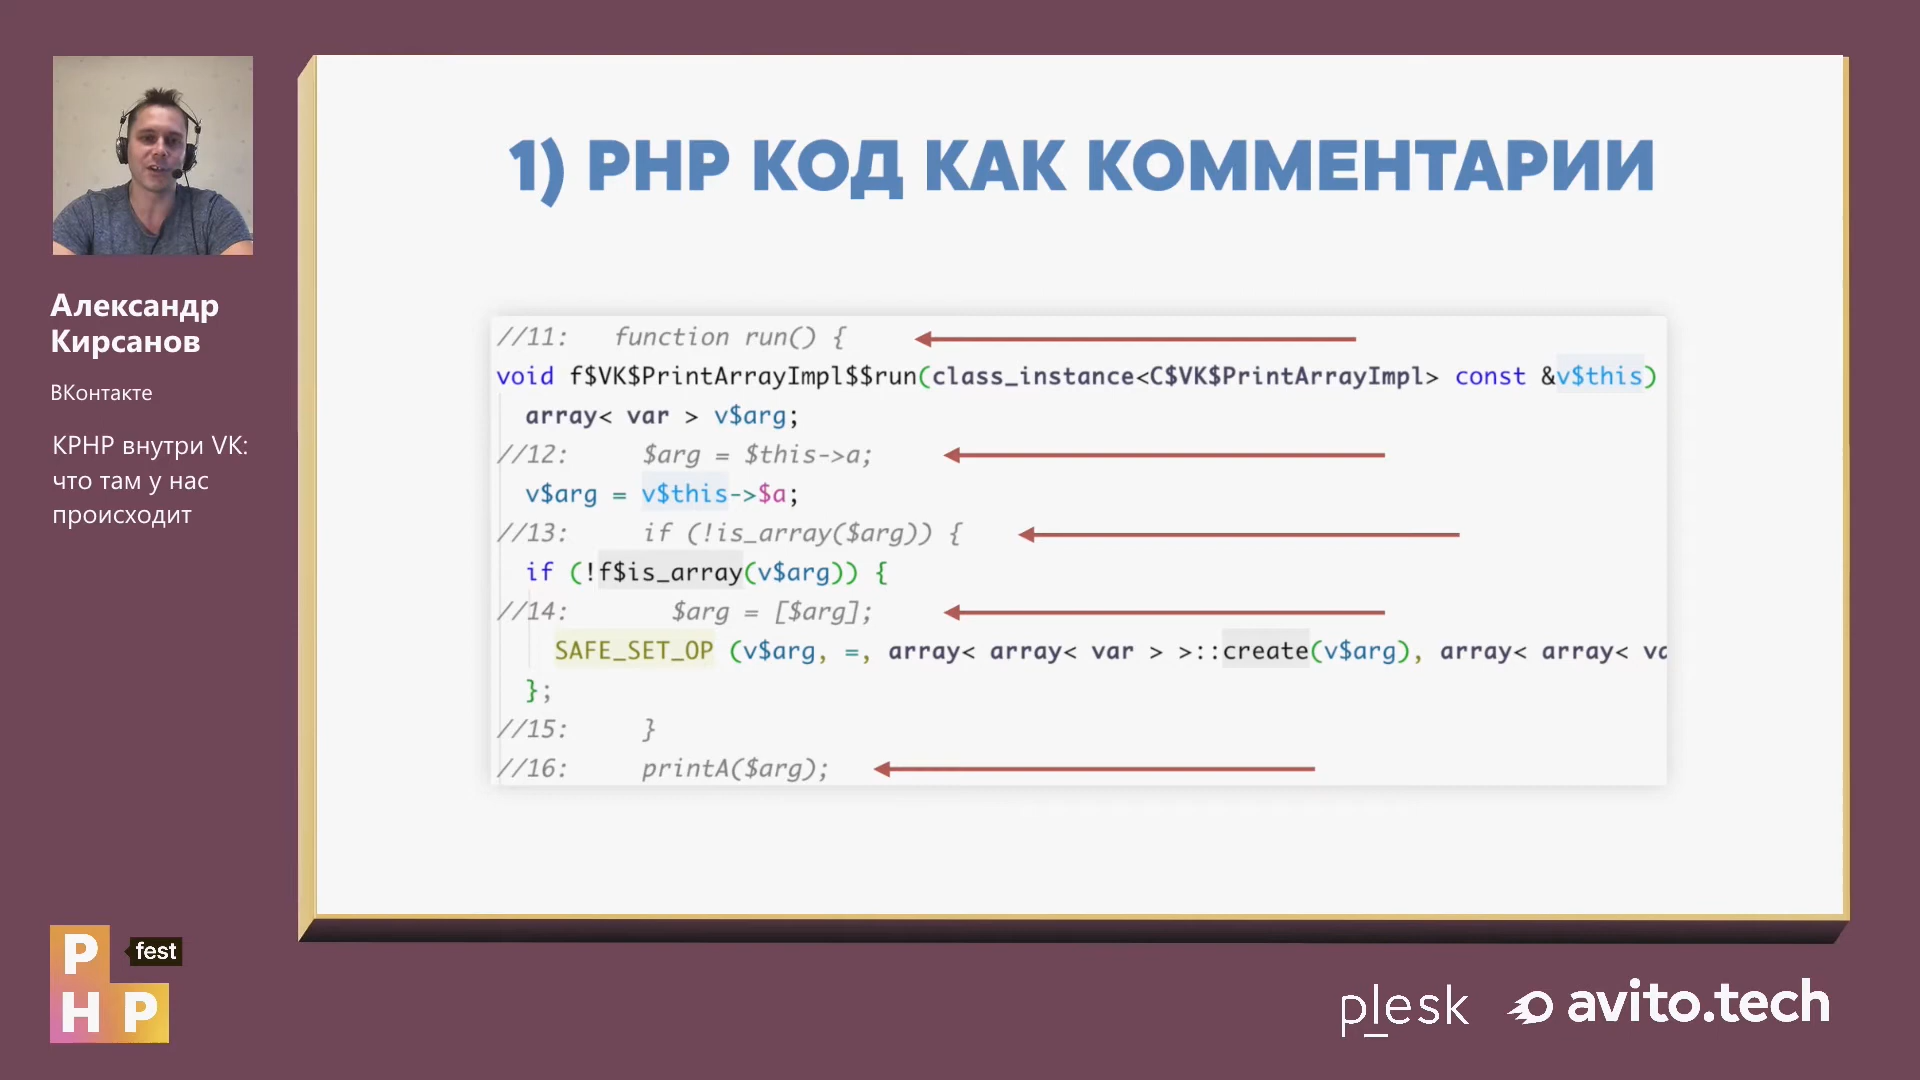 Александр
Кирсанов
ВКонтакте
KPHP внутри VK:
что там у нас
происходит
1) PHP КОД КАК КОММЕНТАРИИ
//11:   function run() {
void f$VK$PrintArrayImpl$$run(class_instance<C$VK$PrintArrayImpl> const &v$this)
array< var > v$arg;
//12:     $arg = $this->a;
v$arg = v$this->$a;
//13:     if (!is_array($arg)) {
if (!f$is_array(v$arg)) {
//14:       $arg = [$arg];
SAFE_SET_OP (v$arg, =, array< array< var > >::create(v$arg), array< array< va
};
//15:     }
//16:     printA($arg);
P fest
HP
plesk
avito.tech